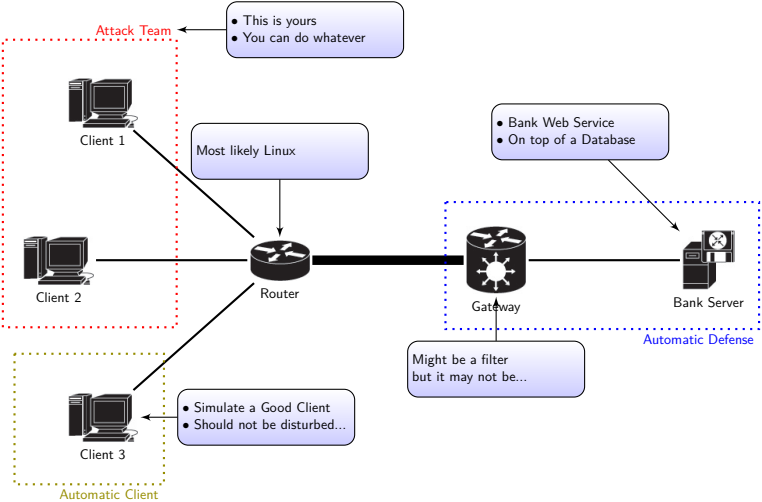 • This is yours
• You can do whatever
Attack Team
Client 1
• Bank Web Service
• On top of a Database
Most likely Linux
Client 2
Router
Gateway
Bank Server
Automatic Defense
Might be a filter
but it may not be...
• Simulate a Good Client
• Should not be disturbed...
Client 3
Automatic Client